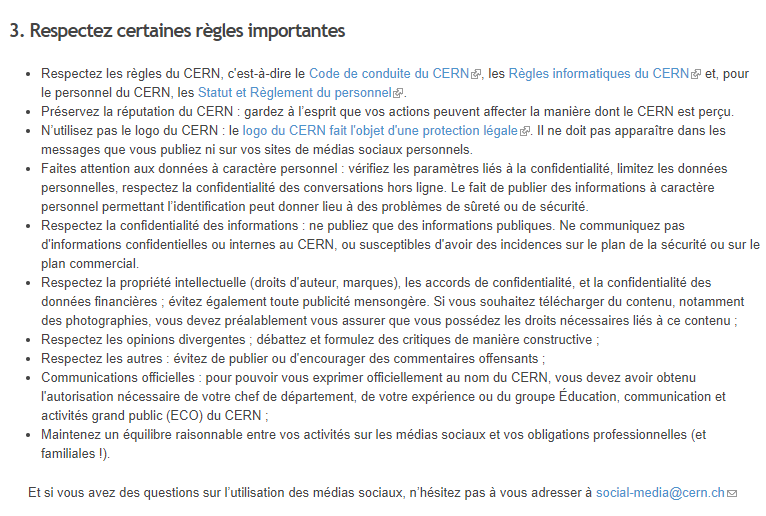 3. Respectez certaines règles importantes
• Respectez les règles du CERN, c'est-à-dire le Code de conduite du CERN, les Règles informatiques du CERN et, pour
le personnel du CERN, les Statut et Règlement du personnel.
• Préservez la réputation du CERN : gardez à l’esprit que vos actions peuvent affecter la manière dont le CERN est perçu.
• N’utilisez pas le logo du CERN : le logo du CERN fait l'objet d'une protection légale. Il ne doit pas apparaître dans les
messages que vous publiez ni sur vos sites de médias sociaux personnels.
• Faites attention aux données à caractère personnel : vérifiez les paramètres liés à la confidentialité, limitez les données
personnelles, respectez la confidentialité des conversations hors ligne. Le fait de publier des informations à caractère
personnel permettant l’identification peut donner lieu à des problèmes de sûreté ou de sécurité.
• Respectez la confidentialité des informations : ne publiez que des informations publiques. Ne communiquez pas
d'informations confidentielles ou internes au CERN, ou susceptibles d'avoir des incidences sur le plan de la sécurité ou sur le
plan commercial.
• Respectez la propriété intellectuelle (droits d'auteur, marques), les accords de confidentialité, et la confidentialité des
données financières ; évitez également toute publicité mensongère. Si vous souhaitez télécharger du contenu, notamment
des photographies, vous devez préalablement vous assurer que vous possédez les droits nécessaires liés à ce contenu ;
• Respectez les opinions divergentes ; débattez et formulez des critiques de manière constructive ;
• Respectez les autres : évitez de publier ou d'encourager des commentaires offensants ;
• Communications officielles : pour pouvoir vous exprimer officiellement au nom du CERN, vous devez avoir obtenu
l'autorisation nécessaire de votre chef de département, de votre expérience ou du groupe Éducation, communication et
activités grand public (ECO) du CERN ;
• Maintenez un équilibre raisonnable entre vos activités sur les médias sociaux et vos obligations professionnelles (et
familiales !).
Et si vous avez des questions sur l’utilisation des médias sociaux, n’hésitez pas à vous adresser à social-media@cern.ch